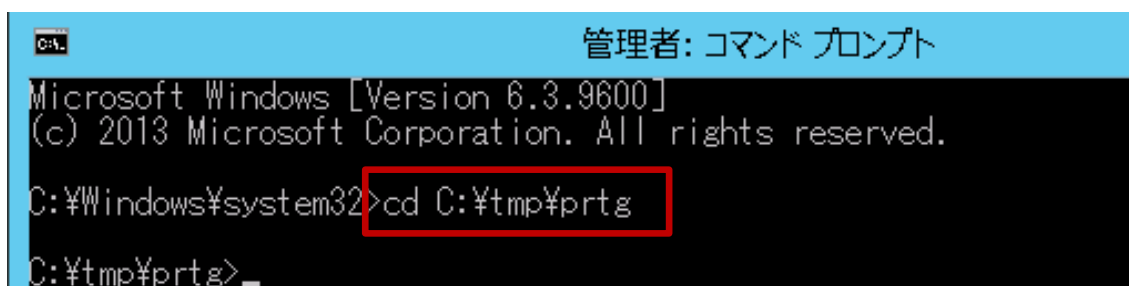 管理者: コマンド プロンプト
Microsoft Windows [Version 6.3.9600]
(c) 2013 Microsoft Corporation. All rights reserved.
C:¥Windows¥system32>cd C:¥tmp¥prtg
C:¥tmp¥prtg>_